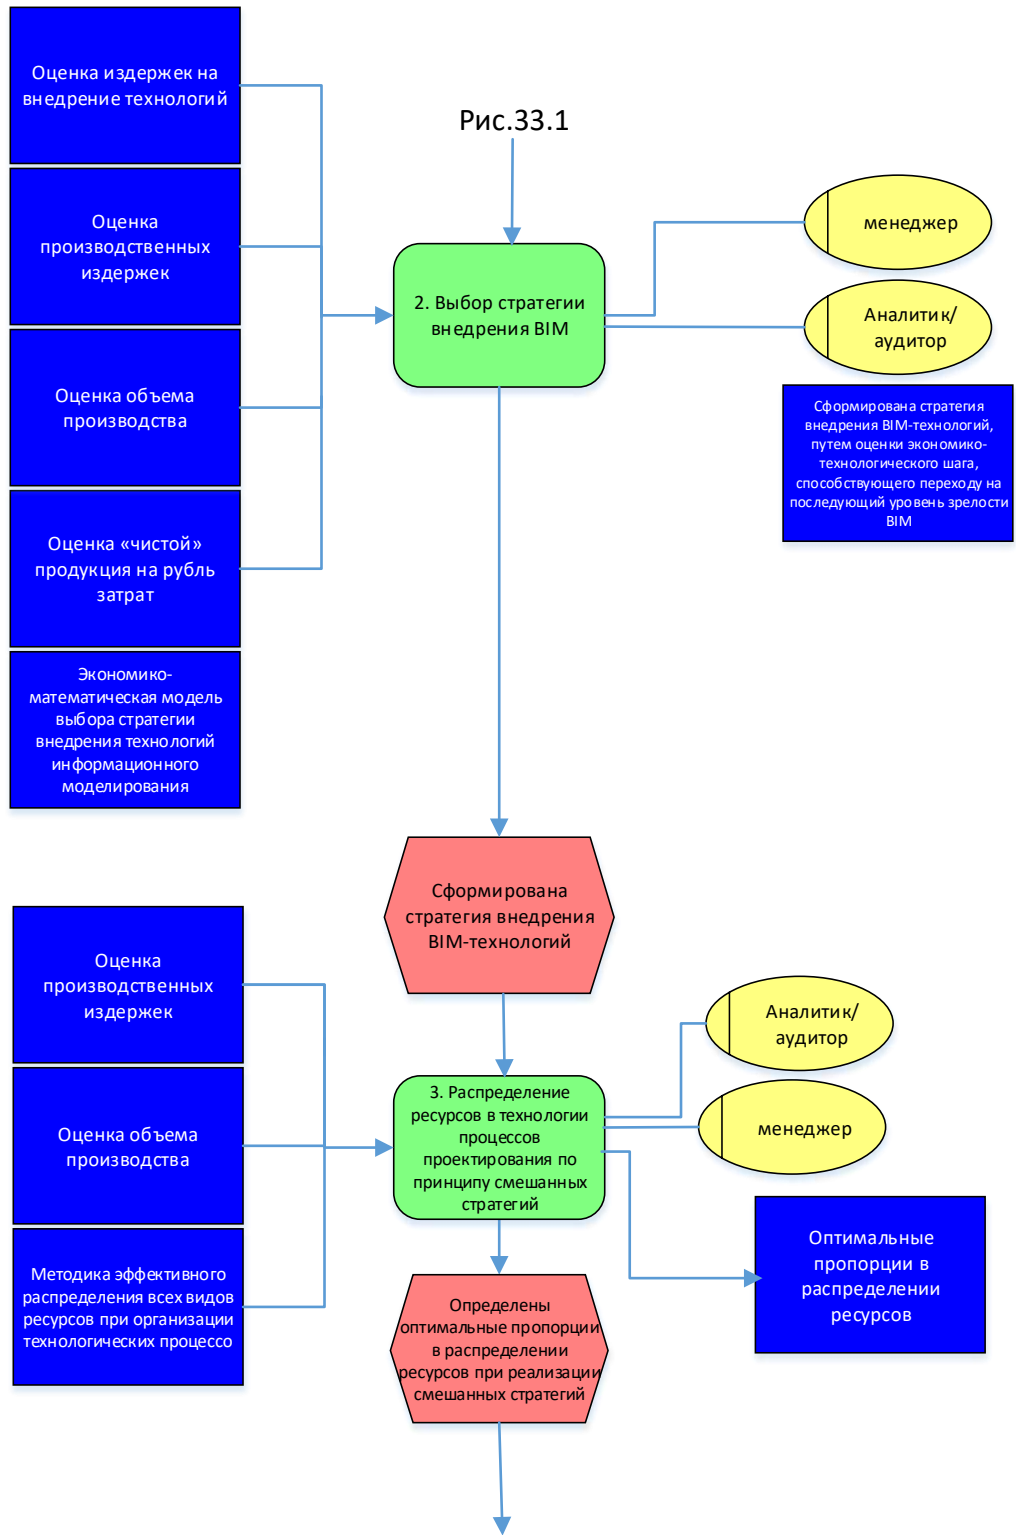 Оценка издержек на
внедрение технологий
Рис.33.1
Оценка
производственных
издержек
менеджер
2. Выбор стратегии
внедрения BIM
Аналитик/
аудитор
Оценка объема
производства
Сформирована стратегия
внедрения BIM-технологий,
путем оценки экономико-
технологического шага,
способствующего переходу на
последующий уровень зрелости
BIM
Оценка «чистой»
продукция на рубль
затрат
Экономико-
математическая модель
выбора стратегии
внедрения технологий
информационного
моделирования
Сформирована
стратегия внедрения
BIM-технологий
Оценка
производственных
издержек
Аналитик/
аудитор
3. Распределение
ресурсов в технологии
процессов
проектирования по
принципу смешанных
стратегий
менеджер
Оценка объема
производства
Оптимальные
пропорции в
распределении
ресурсов
Методика эффективного
распределения всех видов
ресурсов при организации
технологических процессо
Определены
оптимальные пропорции
в распределении
ресурсов при реализации
смешанных стратегий